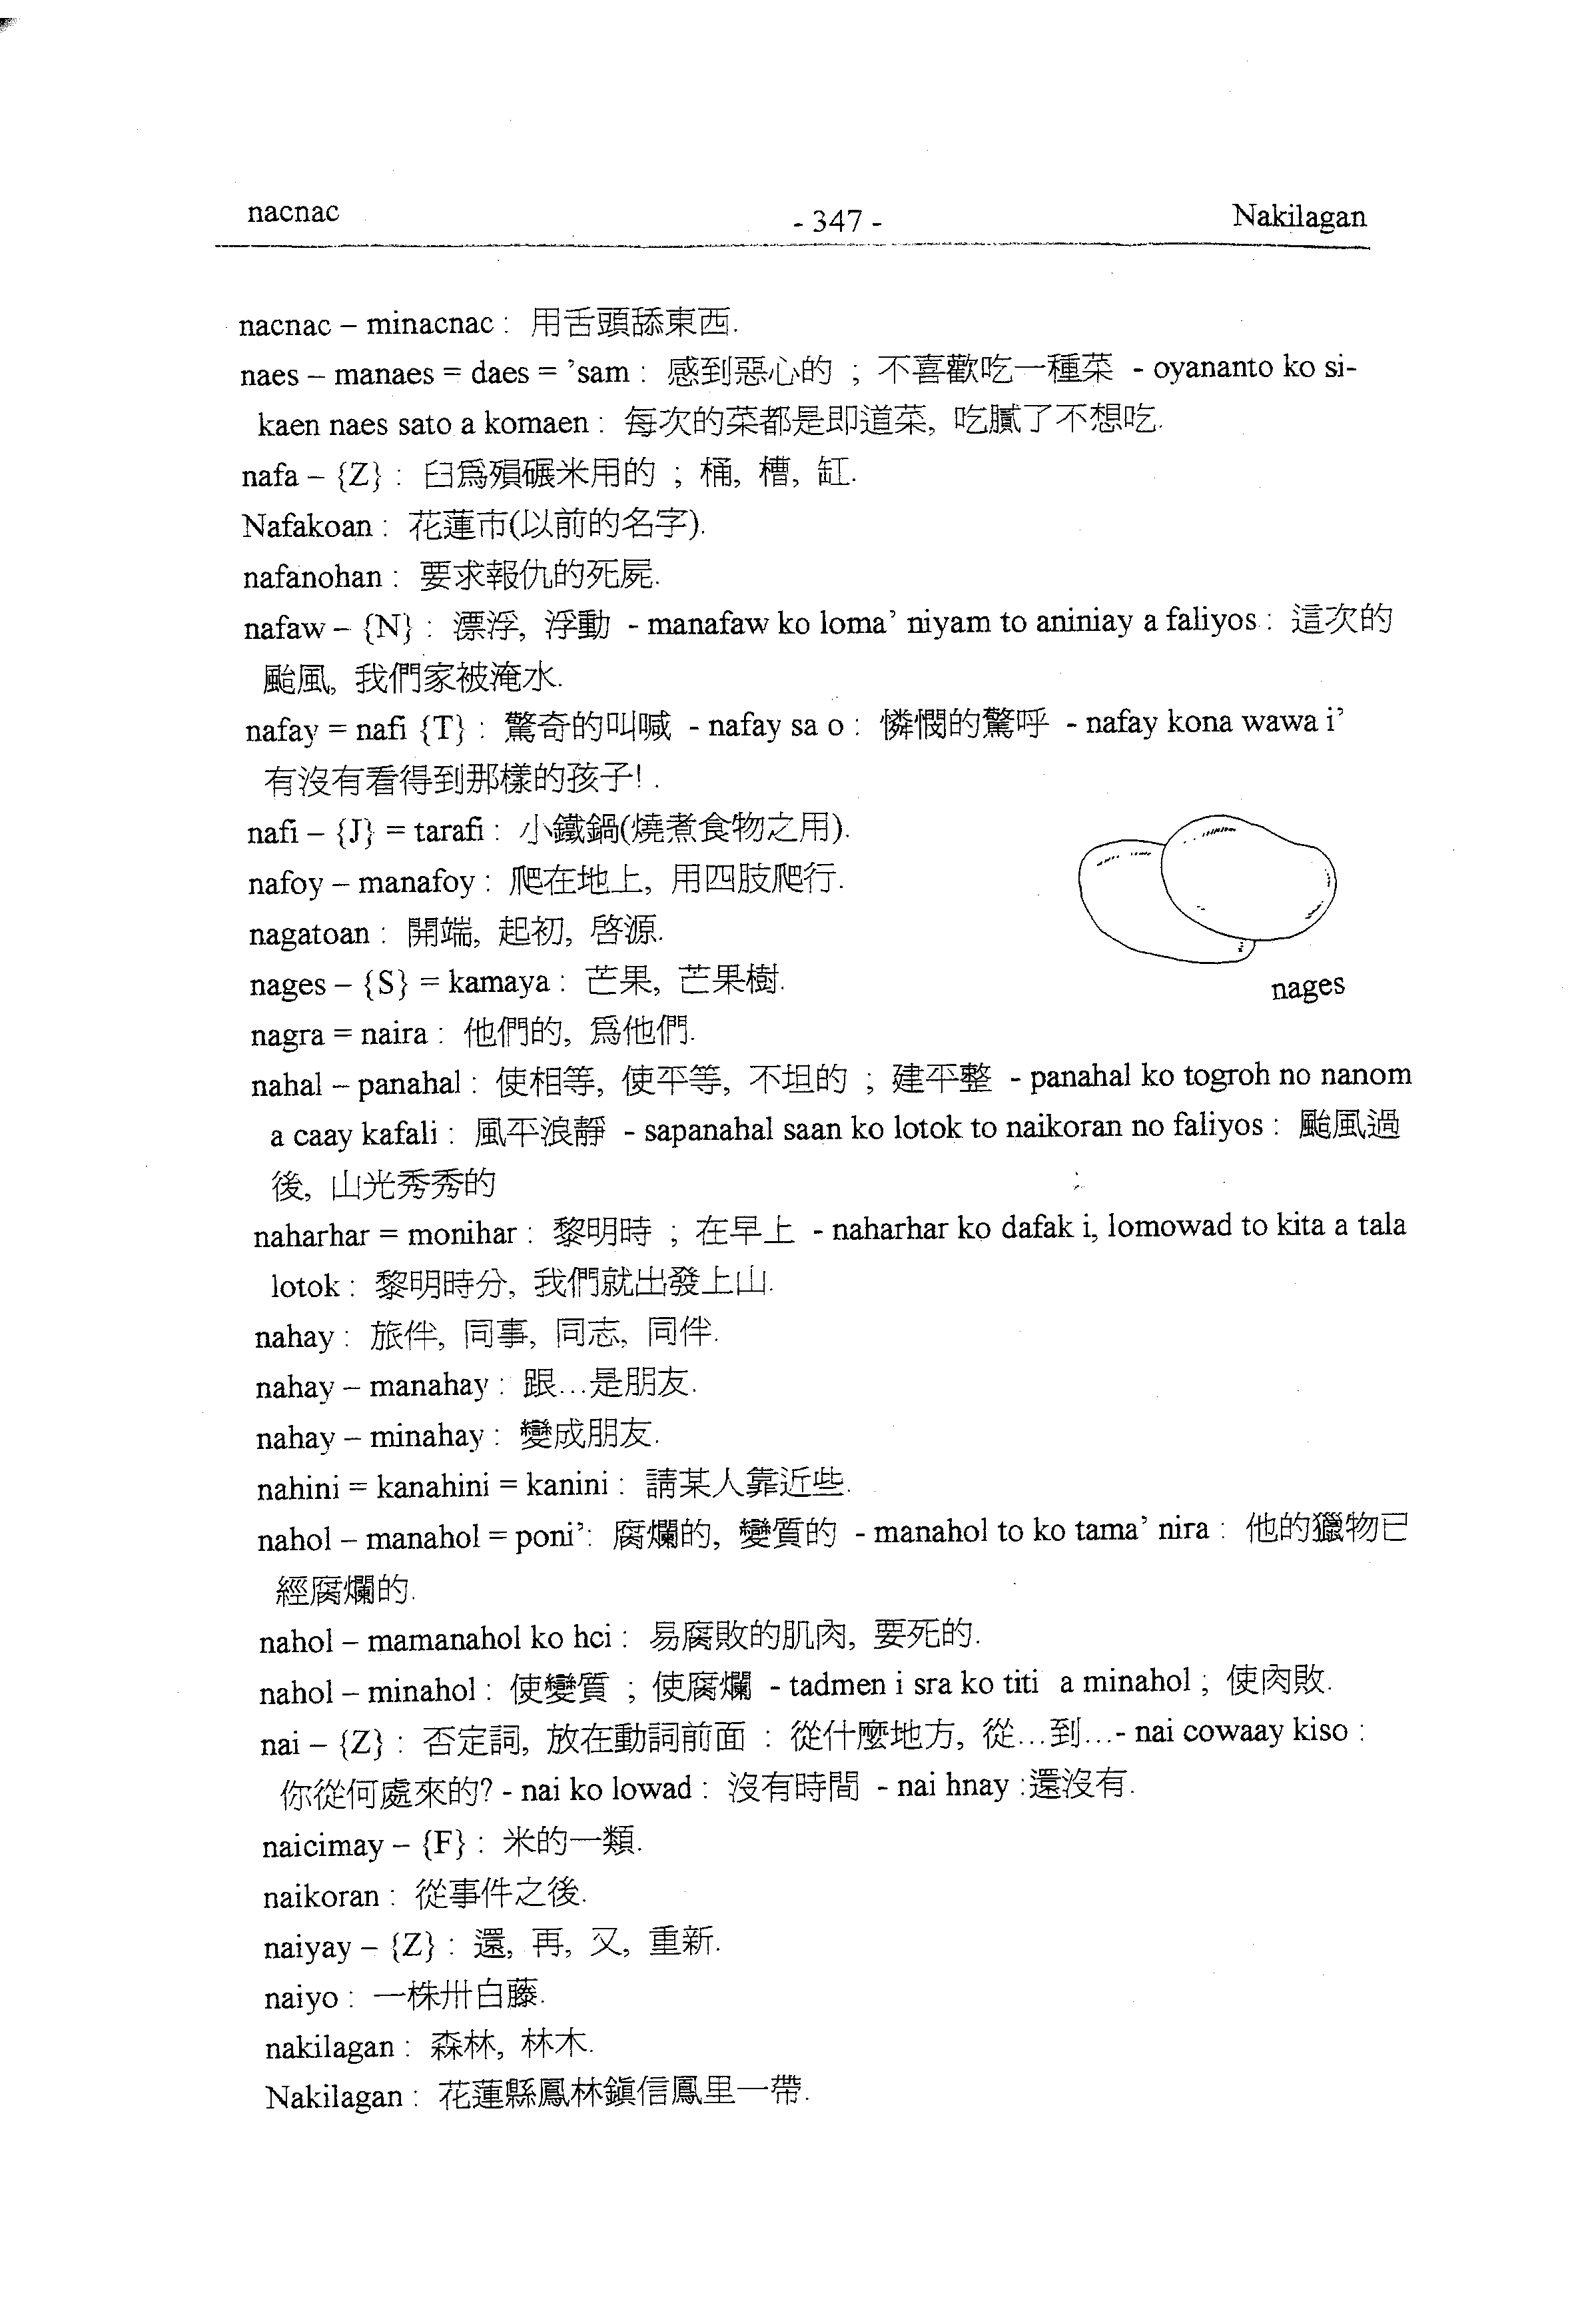 nacnac - 347 - Nakilagan
nacnac – minacnac : 用舌頭舔東西.
naes – manaes = daes = ’sam : 感到惡心的 ; 不喜歡吃一種菜 - oyananto ko si-
kaen naes sato a komaen : 每次的菜都是即道菜, 吃膩了不想吃.
nafa – {Z} : 臼爲殞碾米用的 ; 桶, 槽, 缸.
Nafakoan : 花蓮市(以前的名字).
nafanohan : 要求報仇的死屍.
nafaw – {N} : 漂浮, 浮動 - manafaw ko loma’ niyam to aniniay a faliyos : 這次的
颱風, 我們家被淹水.
nafay = nafi {T} : 驚奇的叫喊 - nafay sa o : 憐憫的驚呼 - nafay kona wawa i’
有沒有看得到那樣的孩子! .
nafi – {J} = tarafi : 小鐵鍋(燒煮食物之用).
nafoy – manafoy : 爬在地上, 用四肢爬行.
nagatoan : 開端, 起初, 啓源.
nages – {S} = kamaya : 芒果, 芒果樹.
nages
nagra = naira : 他們的, 爲他們.
nahal – panahal : 使相等, 使平等, 不坦的 ; 建平整 - panahal ko togroh no nanom
a caay kafali : 風平浪靜 - sapanahal saan ko lotok to naikoran no faliyos : 颱風過
後, 山光秀秀的
naharhar = monihar : 黎明時 ; 在早上 - naharhar ko dafak i, lomowad to kita a tala
lotok : 黎明時分, 我們就出發上山.
nahay : 旅伴, 同事, 同志, 同伴.
nahay – manahay : 跟…是朋友.
nahay – minahay : 變成朋友.
nahini = kanahini = kanini : 請某人靠近些.
nahol – manahol = poni’: 腐爛的, 變質的 - manahol to ko tama’ nira : 他的獵物已
經腐爛的.
nahol – mamanahol ko hci : 易腐敗的肌肉, 要死的.
nahol – minahol : 使變質 ; 使腐爛 - tadmen i sra ko titi a minahol ; 使肉敗.
nai – {Z} : 否定詞, 放在動詞前面 : 從什麼地方, 從…到…- nai cowaay kiso :
你從何處來的? - nai ko lowad : 沒有時間 - nai hnay :還沒有.
naicimay – {F} : 米的一類.
naikoran : 從事件之後.
naiyay – {Z} : 還, 再, 又, 重新.
naiyo : 一株卅白藤.
nakilagan : 森林, 林木.
Nakilagan : 花蓮縣鳳林鎭信鳳里一帶.